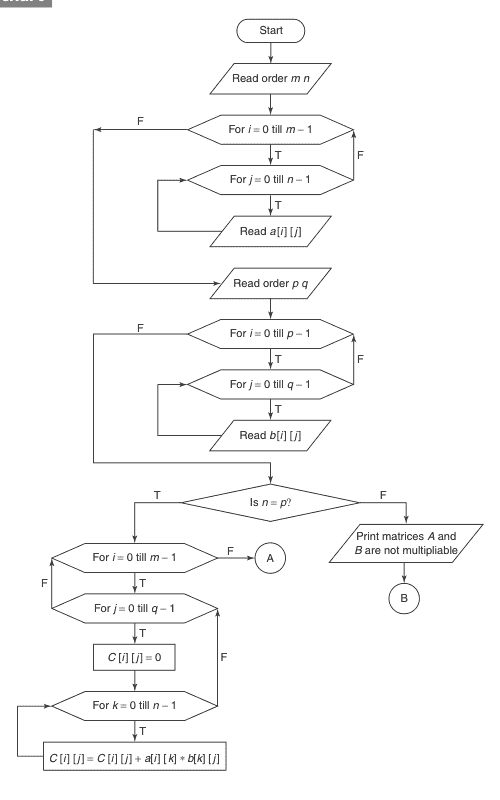 Start
Read order m n
For i = 0 till m – 1
F
T
F
For j = 0 till n – 1
T
Read a[i] [j]
Read order p q
For i = 0 till p – 1
F
T
F
For j = 0 till q – 1
T
Read b[i] [j]
Is n = p?
T
F
Print matrices A and
B are not multipliable
B
For i = 0 till m – 1
F
A
T
F
For j = 0 till q – 1
T
C [i] [j] = 0
F
For k = 0 till n – 1
T
C [i] [j] = C [i] [j] + a[i] [k] * b[k] [j]